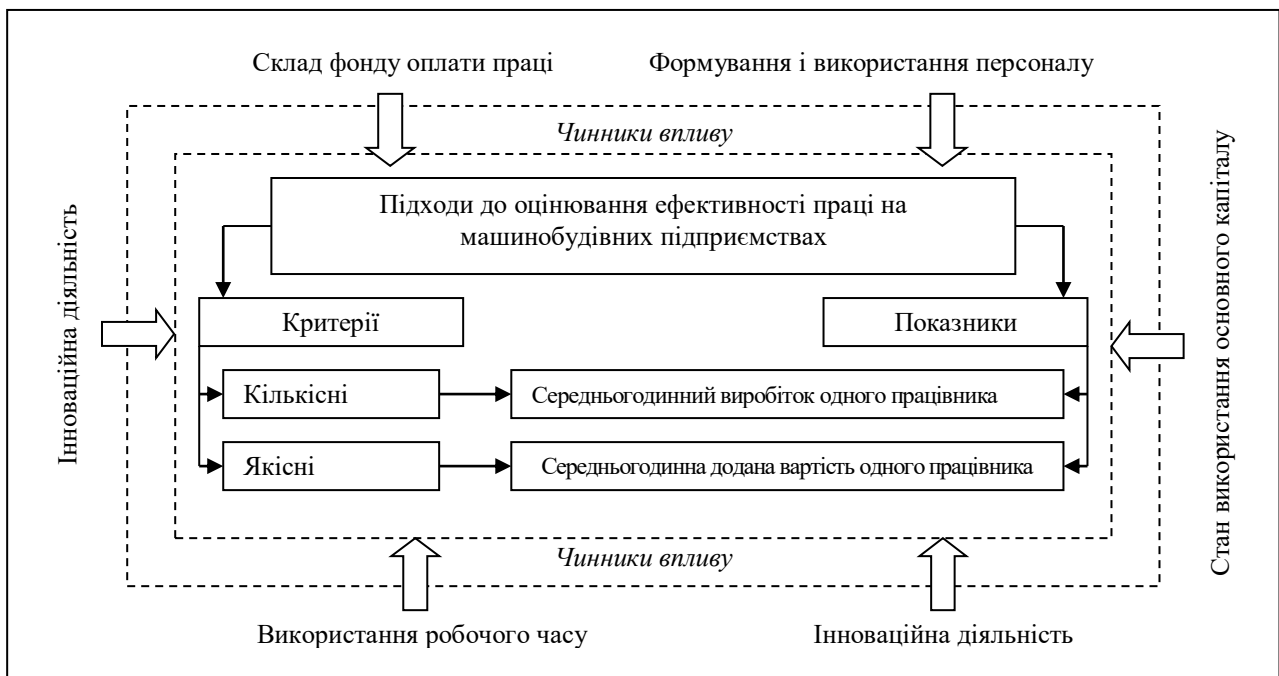 Склад фонду оплати праці
Формування і використання персоналу
Чинники впливу
Інноваційна діяльність
Стан використання основного капіталу
Підходи до оцінювання ефективності праці на
машинобудівних підприємствах
Критерії
Показники
Кількісні
Середньогодинний виробіток одного працівника
Якісні
Середньогодинна додана вартість одного працівника
Чинники впливу
Використання робочого часу
Інноваційна діяльність